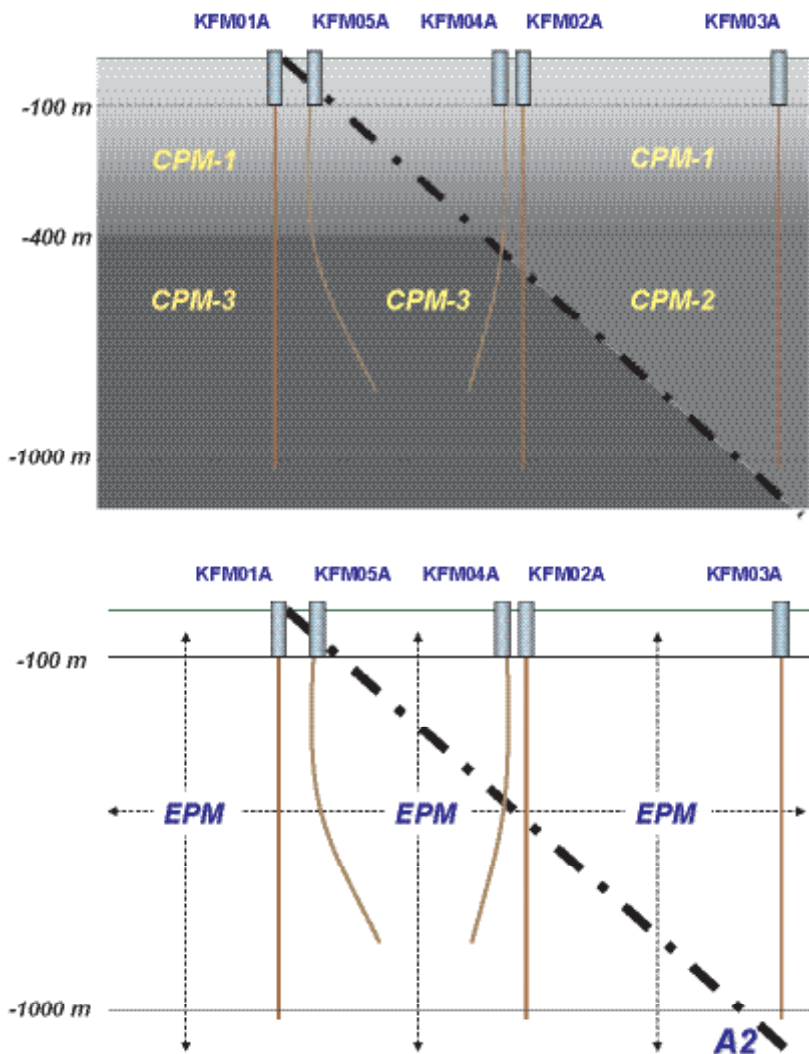 KFM01A KFM05A KFM04A KFM02A KFM03A
-100 m
CPM-1 CPM-1
-400 m
CPM-3 CPM-3 CPM-2
-1000 m
KFM01A KFM05A KFM04A KFM02A KFM03A
-100 m
EPM EPM EPM
-1000 m
A2